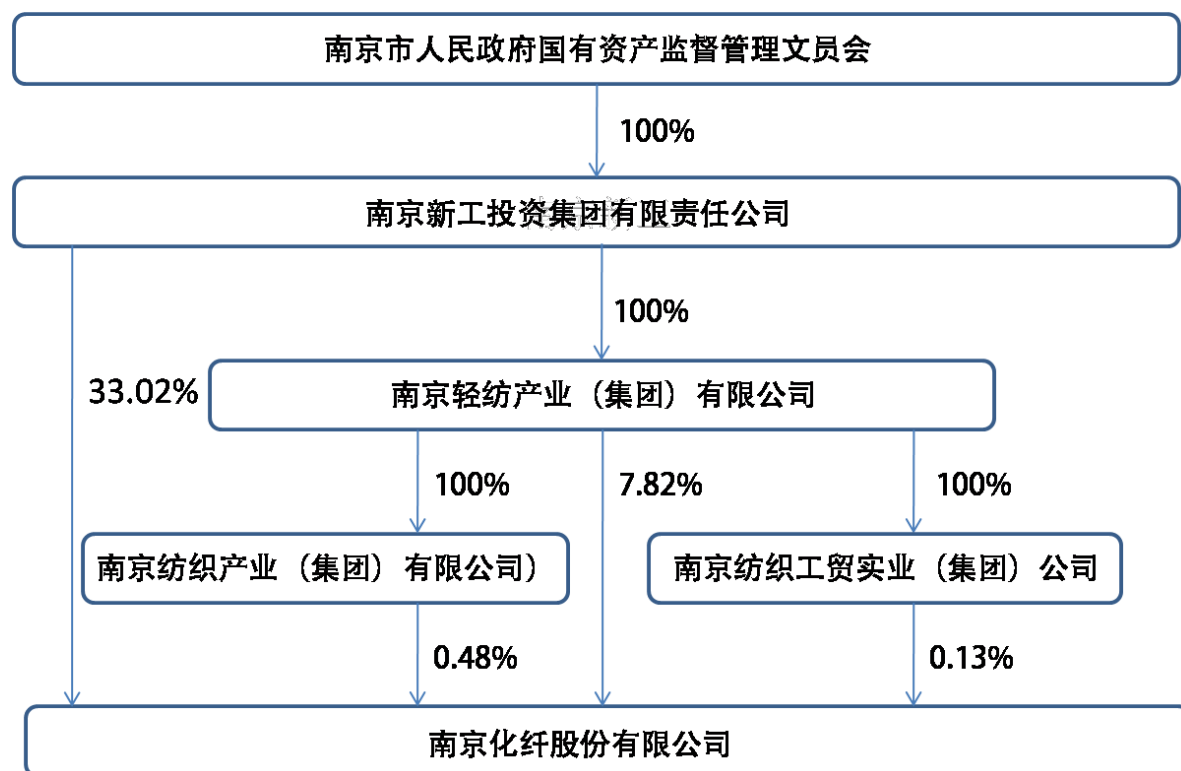 南京市人民政府国有资产监督管理文员会
100%
南京新工投资集团有限责任公司
100%
33.02%
南京轻纺产业（集团）有限公司
100%
7.82%
100%
南京纺织产业（集团）有限公司）
南京纺织工贸实业（集团）公司
0.48%
0.13%
南京化纤股份有限公司